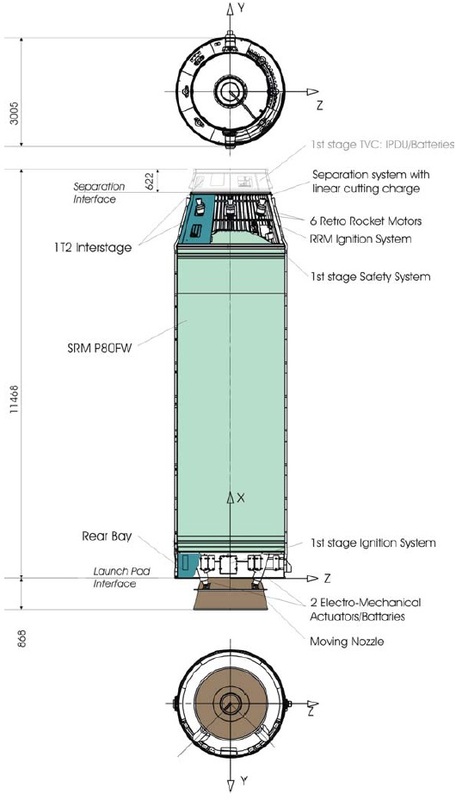 Y
Z
3005
1st stage TVC: IPDU/Batteries
Separation system with
linear cutting charge
Separation
Interface
622
6 Retro Rocket Motors
RRM Ignition System
1T2 Interstage
1st stage Safety System
SRM P80FW
11468
X
Rear Bay
1st stage Ignition System
Launch Pad
Interface
Z
2 Electro-Mechanical
Actuators/Battaries
868
Moving Nozzle
Z
Y